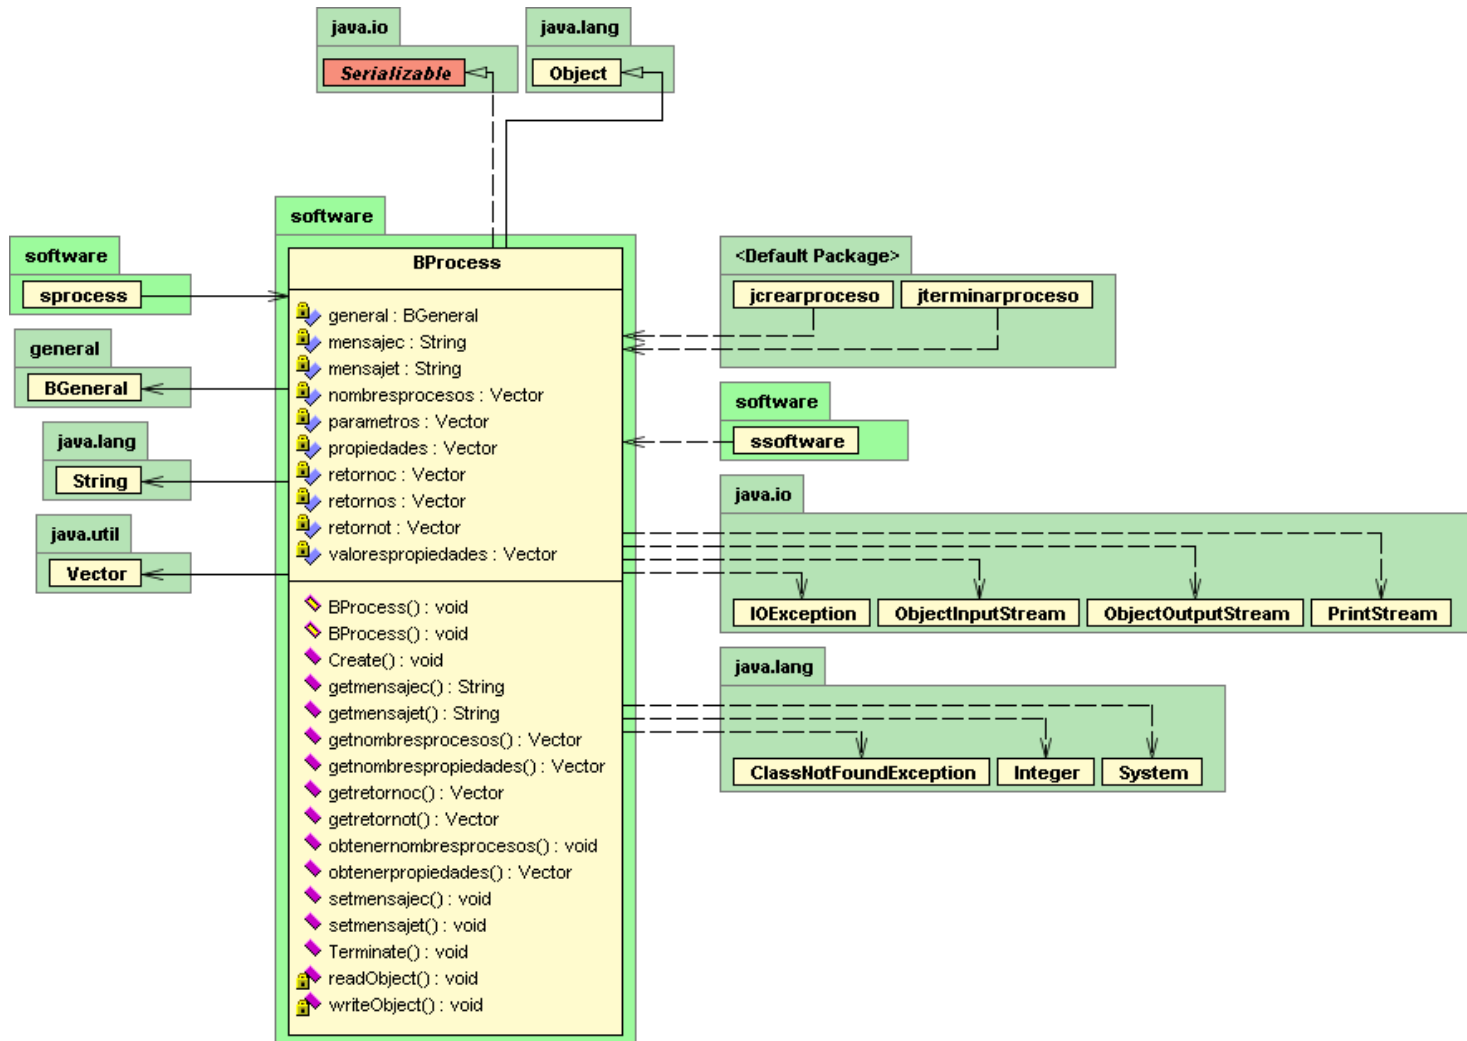 java.io
Serializable
java.lang
Object
software
sprocess
general
BGeneral
java.lang
String
java.util
Vector
software
BProcess
general : BGeneral
mensajec : String
mensajet : String
nombresprocesos : Vector
parametros : Vector
propiedades : Vector
retornoc : Vector
retornos : Vector
retornot : Vector
valorespropiedades : Vector
BProcess() : void
BProcess() : void
Create() : void
getmensajec() : String
getmensajet() : String
getnombresprocesos() : Vector
getnombrespropiedades() : Vector
getretornoc() : Vector
getretornot() : Vector
obtenernombresprocesos() : void
obtenerpropiedades() : Vector
setmensajec() : void
setmensajet() : void
Terminate() : void
readObject() : void
writeObject() : void
<Default Package>
jcrearproceso
jterminarproceso
software
ssoftware
java.io
IOException
ObjectInputStream
ObjectOutputStream
PrintStream
java.lang
ClassNotFoundException
Integer
System